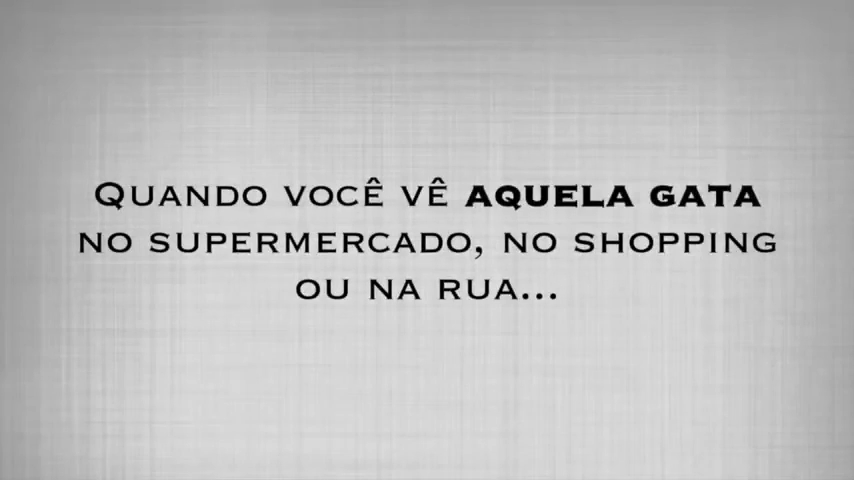 Quando você vê aquela gata
no supermercado, no shopping
ou na rua...